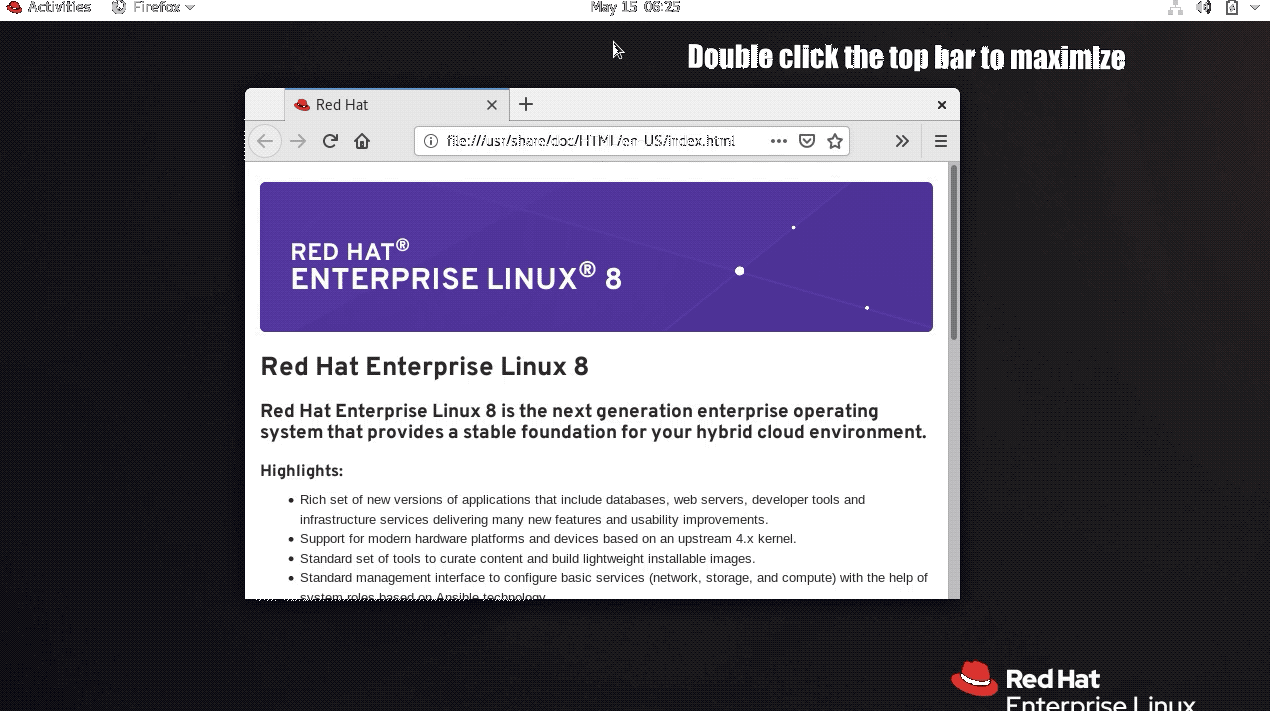 Activities Firefox May 15 06:25
Double click the top bar to maximize
Red Hat
file:///usr/share/doc/HTML/en-US/index.html
RED HAT®
ENTERPRISE LINUX® 8
Red Hat Enterprise Linux 8
Red Hat Enterprise Linux 8 is the next generation enterprise operating
system that provides a stable foundation for your hybrid cloud environment.
Highlights:
• Rich set of new versions of applications that include databases, web servers, developer tools and
infrastructure services delivering many new features and usability improvements.
• Support for modern hardware platforms and devices based on an upstream 4.x kernel.
• Standard set of tools to curate content and build lightweight installable images.
• Standard management interface to configure basic services (network, storage, and compute) with the help of
system roles based on Ansible technology.
Red Hat
Enterprise Linux